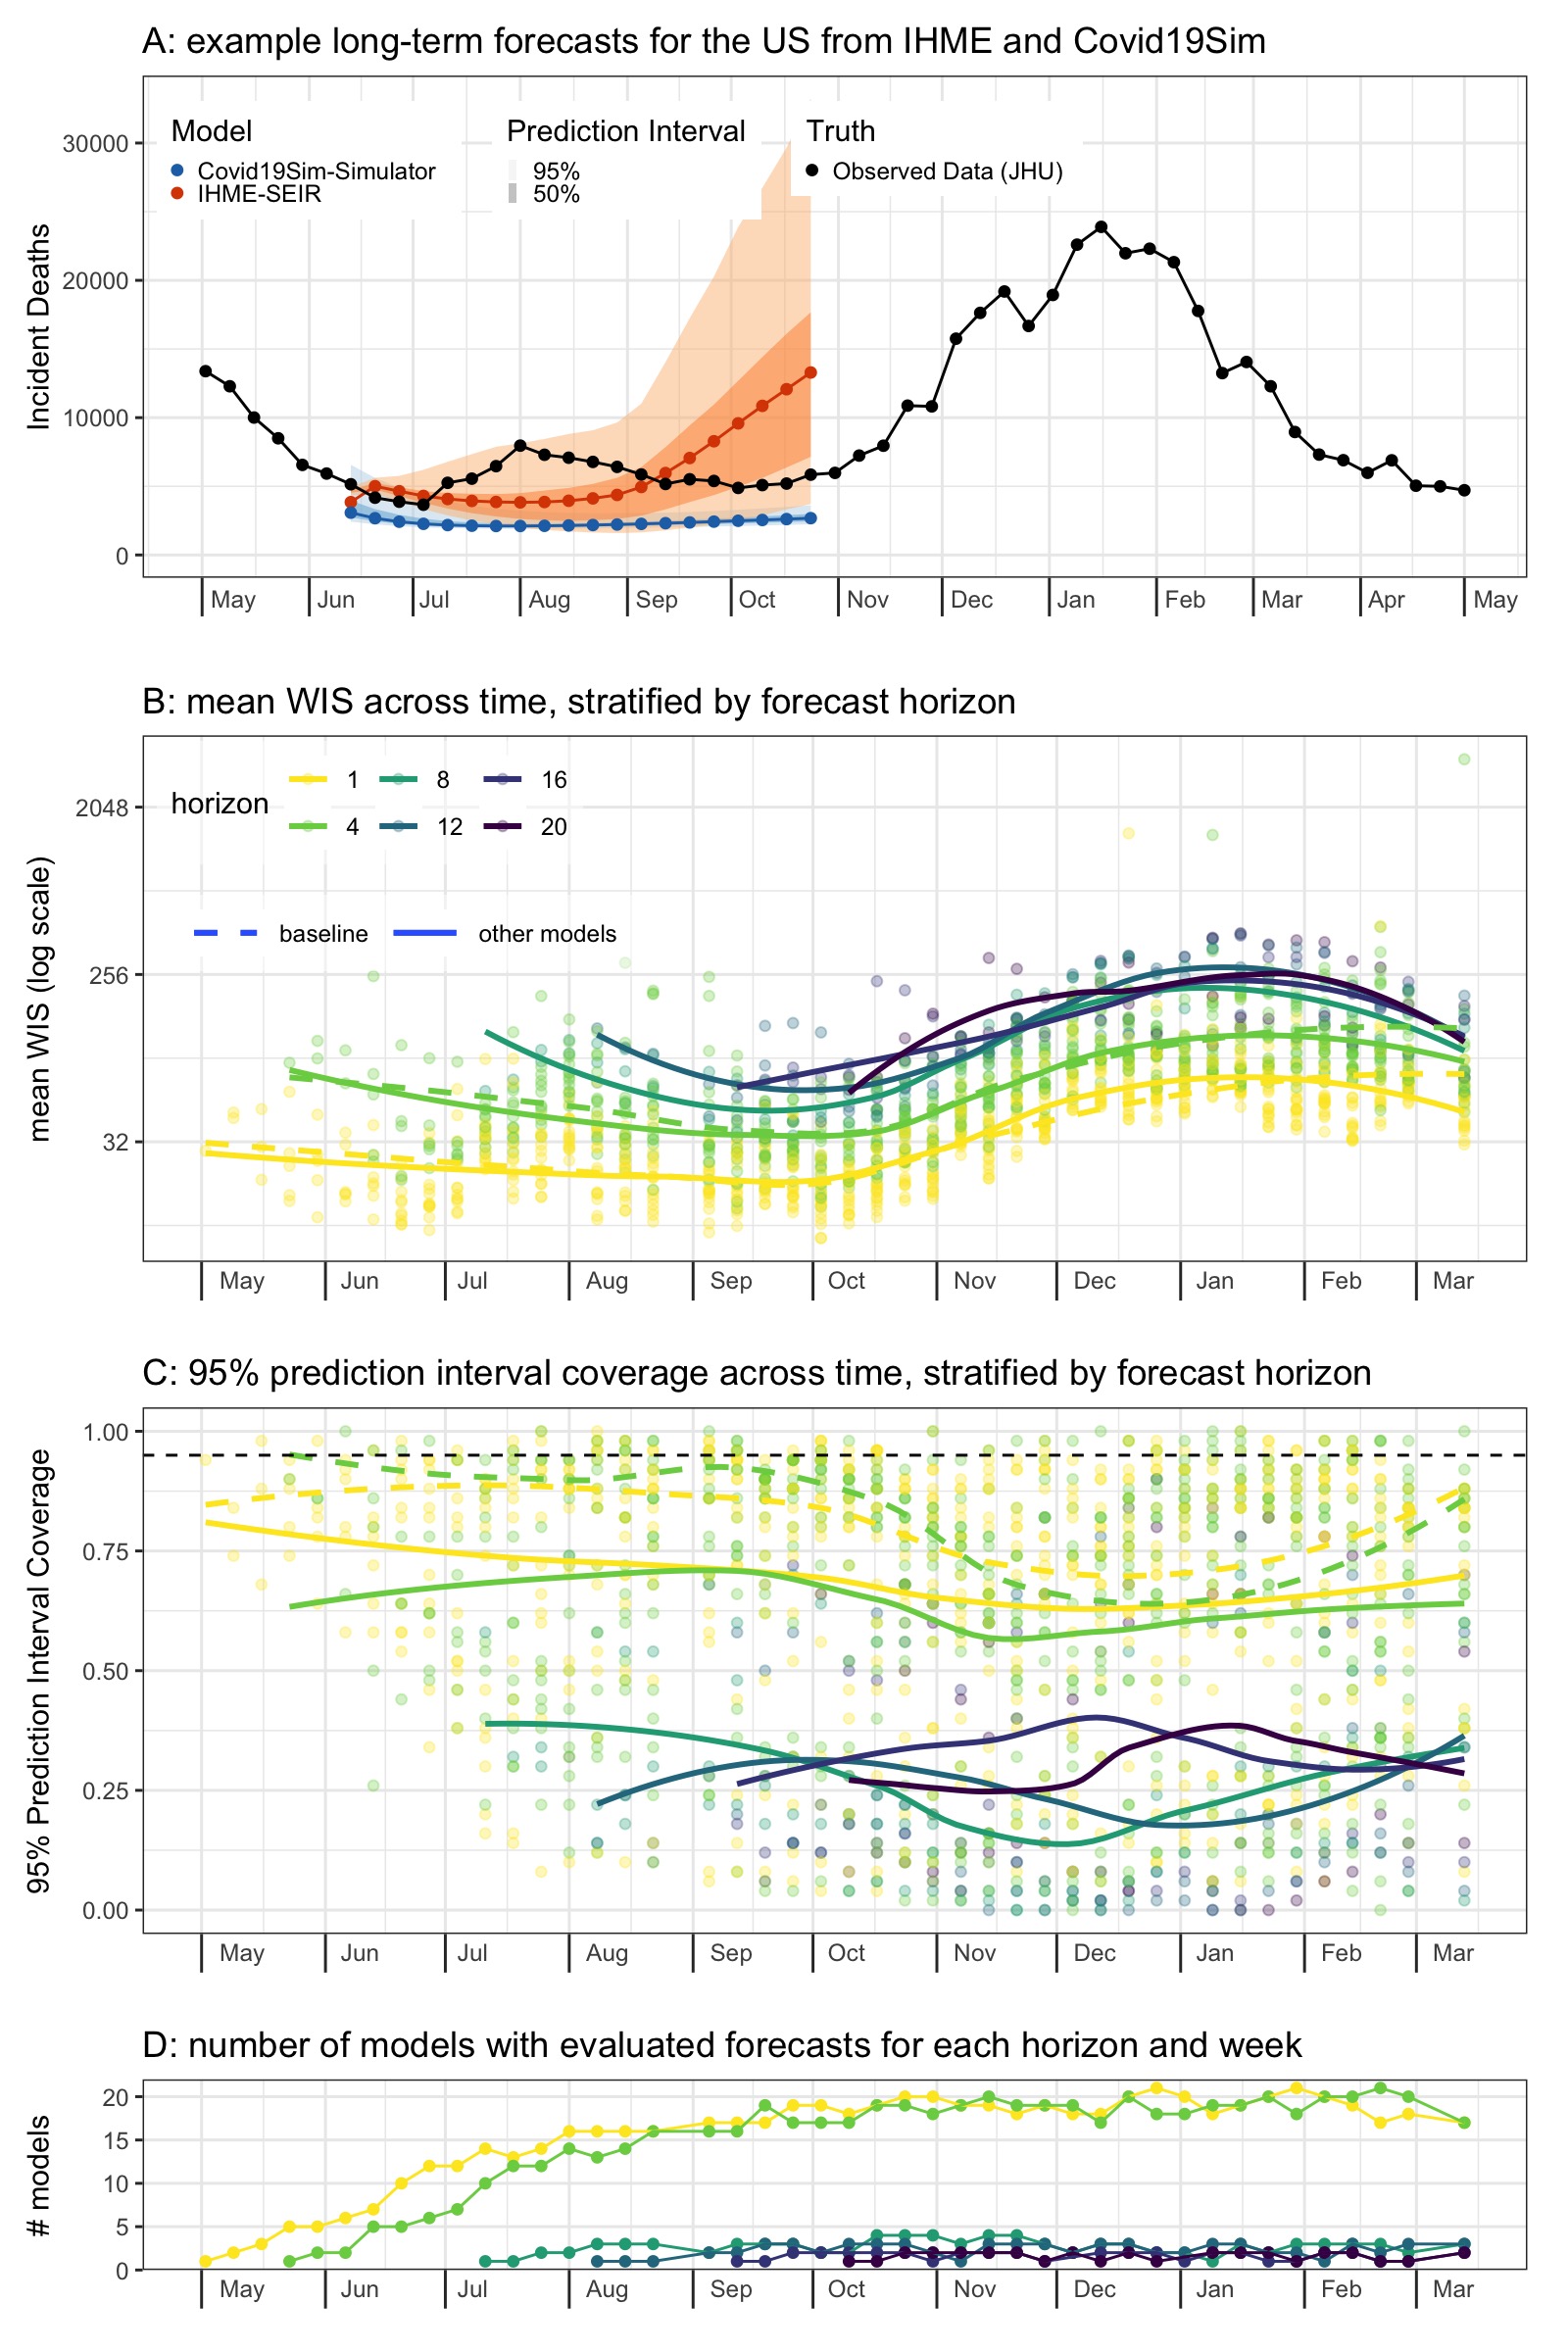 A: example long-term forecasts for the US from IHME and Covid19Sim
Incident Deaths
30000
20000
10000
0
Model
Covid19Sim-Simulator
IHME-SEIR
Prediction Interval
95%
50%
Truth
Observed Data (JHU)
May Jun Jul Aug Sep Oct Nov Dec Jan Feb Mar Apr May
B: mean WIS across time, stratified by forecast horizon
mean WIS (log scale)
2048
256
32
horizon
1 8 16
4 12 20
baseline other models
May Jun Jul Aug Sep Oct Nov Dec Jan Feb Mar
C: 95% prediction interval coverage across time, stratified by forecast horizon
95% Prediction Interval Coverage
1.00
0.75
0.50
0.25
0.00
May Jun Jul Aug Sep Oct Nov Dec Jan Feb Mar
D: number of models with evaluated forecasts for each horizon and week
# models
20
15
10
5
0
May Jun Jul Aug Sep Oct Nov Dec Jan Feb Mar